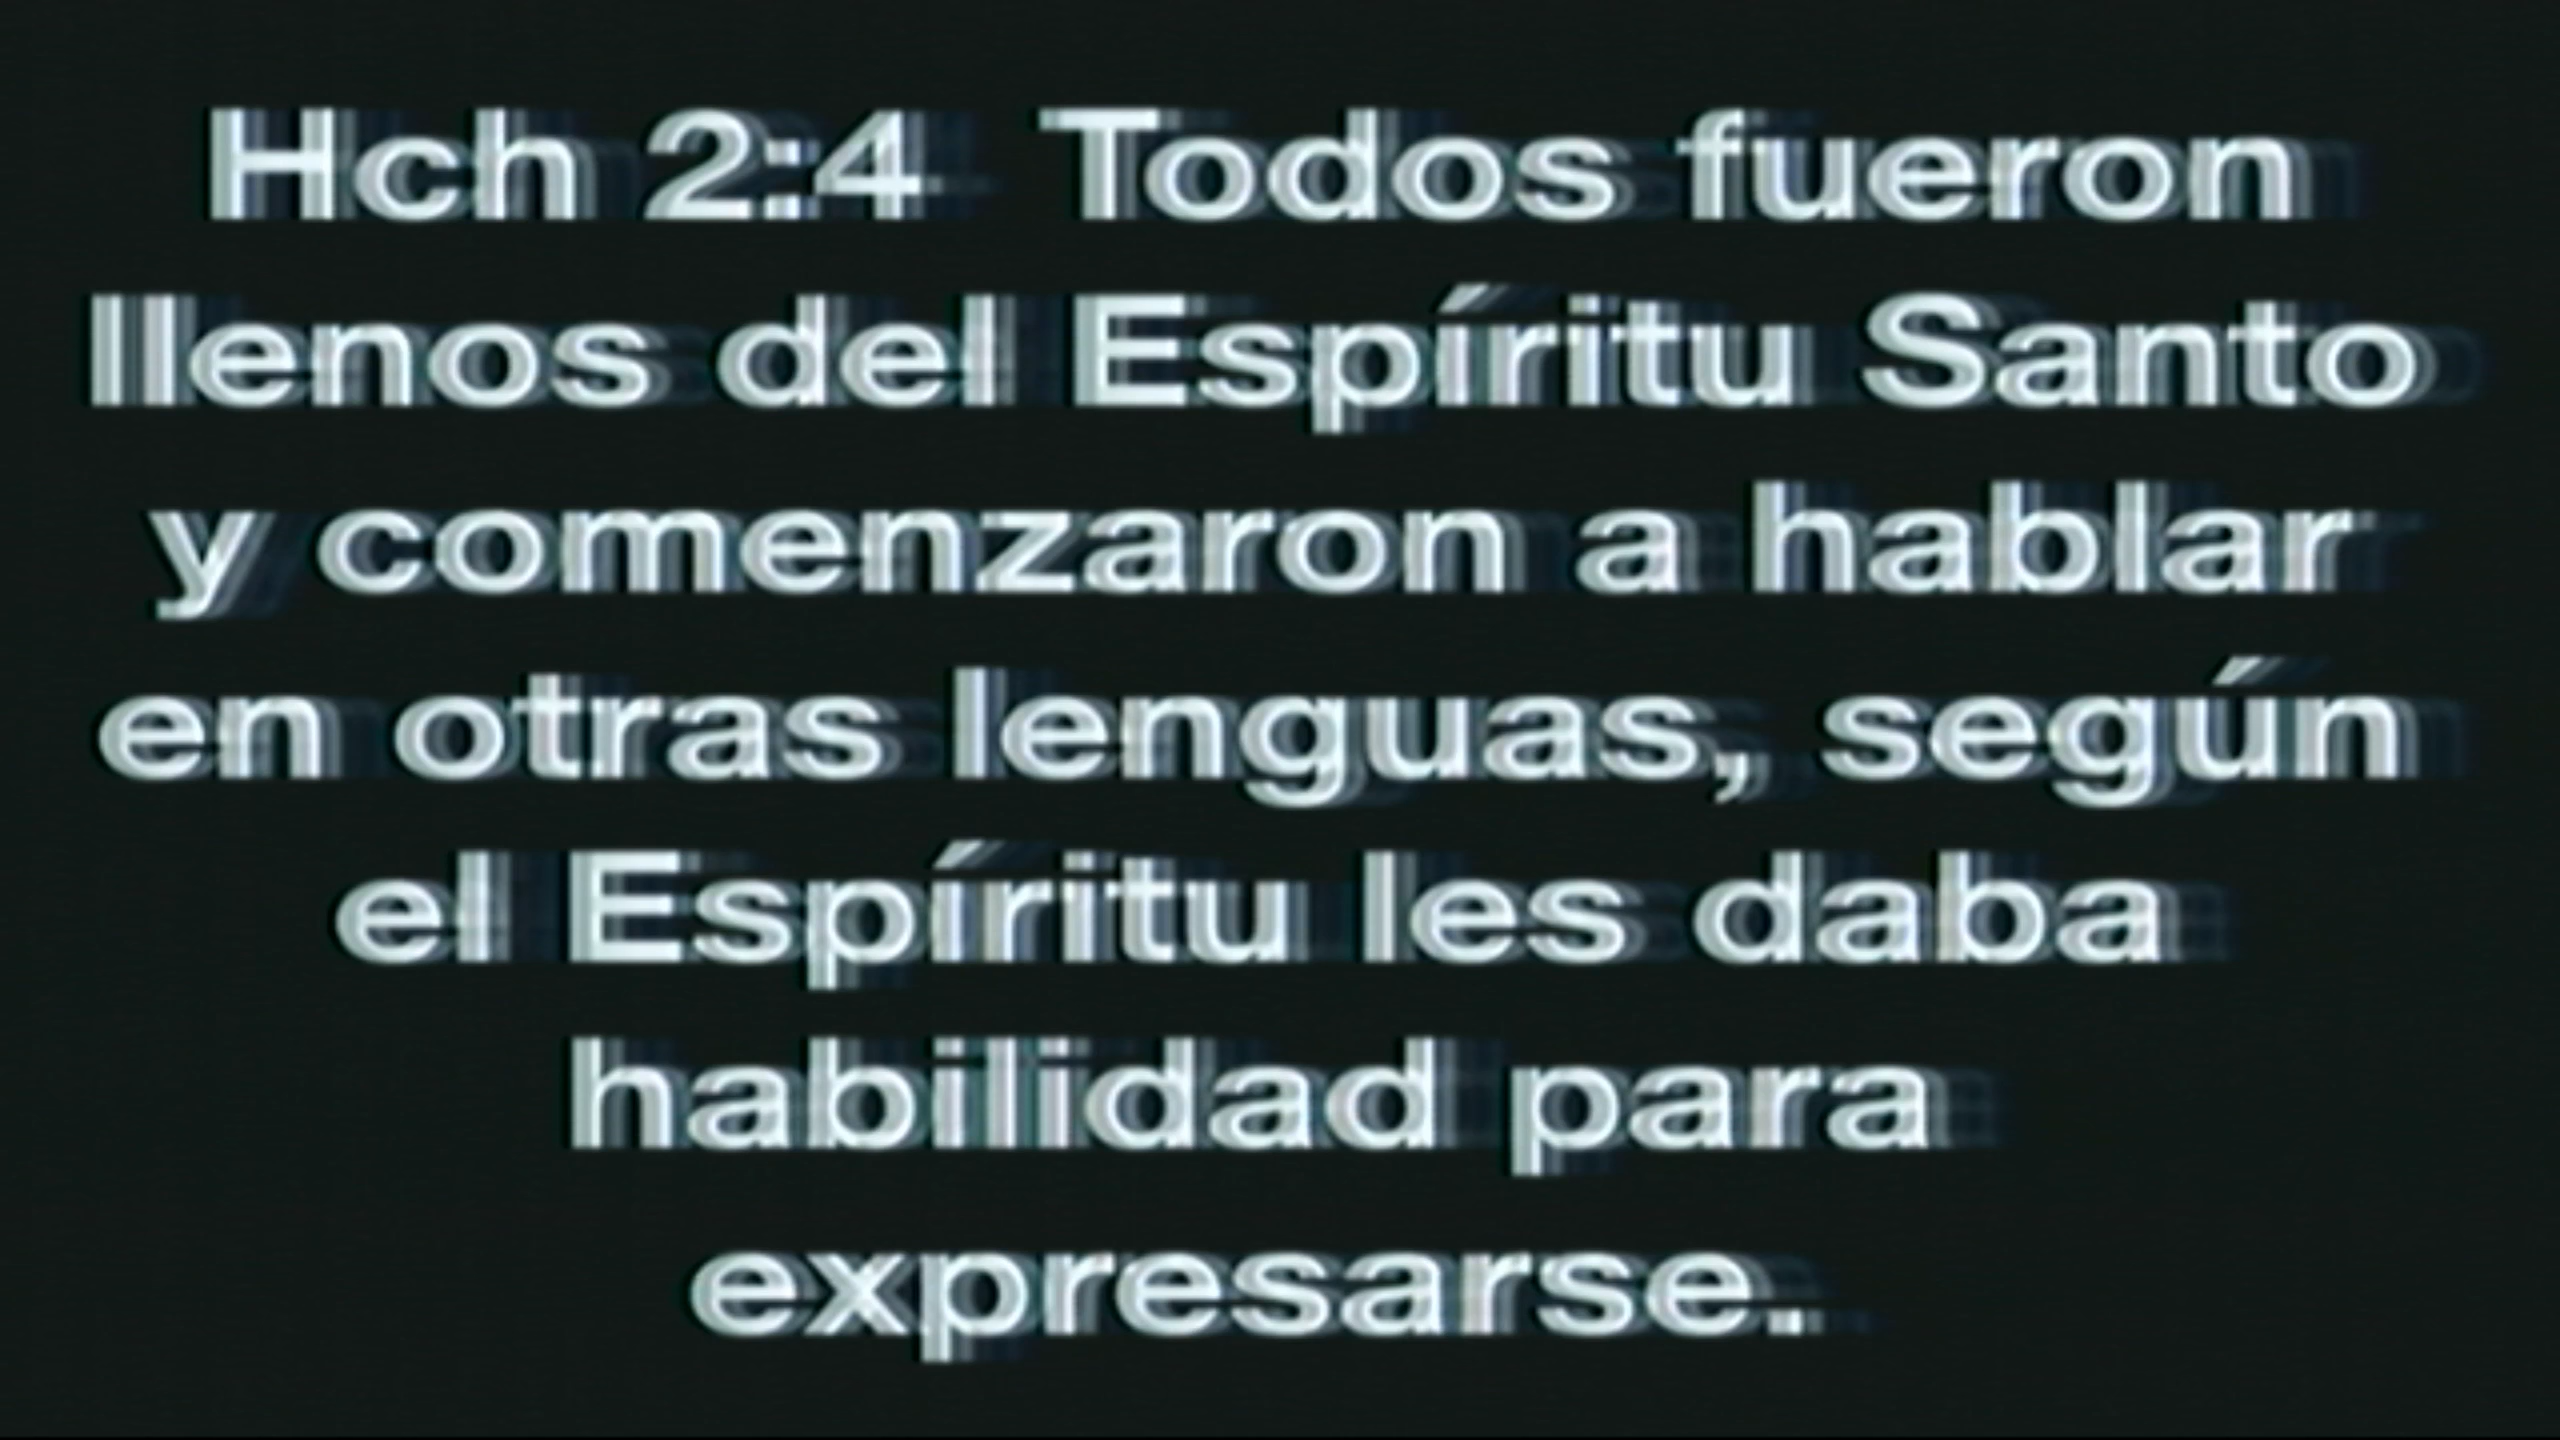 Hch 2:4  Todos fueron
llenos del Espíritu Santo
y comenzaron a hablar
en otras lenguas, según
el Espíritu les daba
habilidad para
expresarse.